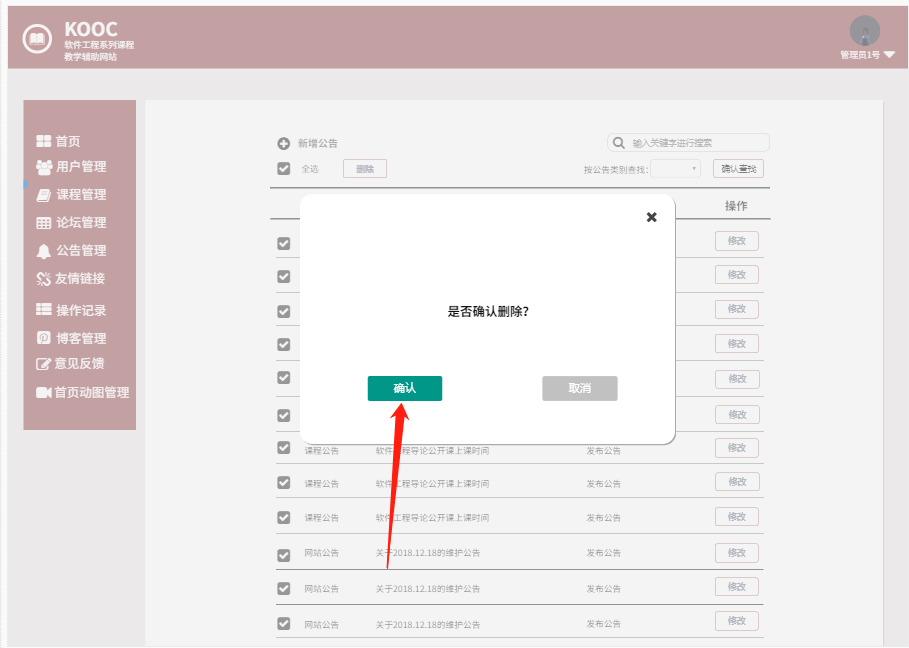 KOOC
软件工程系列课程
教学辅助网站
管理员1号
首页
用户管理
课程管理
论坛管理
公告管理
友情链接
操作记录
博客管理
意见反馈
首页动图管理
新增公告
输入关键字进行搜索
全选
删除
按公告类别查找:
确认查找
操作
修改
修改
修改
修改
修改
修改
是否确认删除?
确认
取消
课程公告 软件工程导论公开课上课时间 发布公告 修改
课程公告 软件工程导论公开课上课时间 发布公告 修改
课程公告 软件工程导论公开课上课时间 发布公告 修改
网站公告 关于2018.12.18的维护公告 发布公告 修改
网站公告 关于2018.12.18的维护公告 发布公告 修改
网站公告 关于2018.12.18的维护公告 发布公告 修改